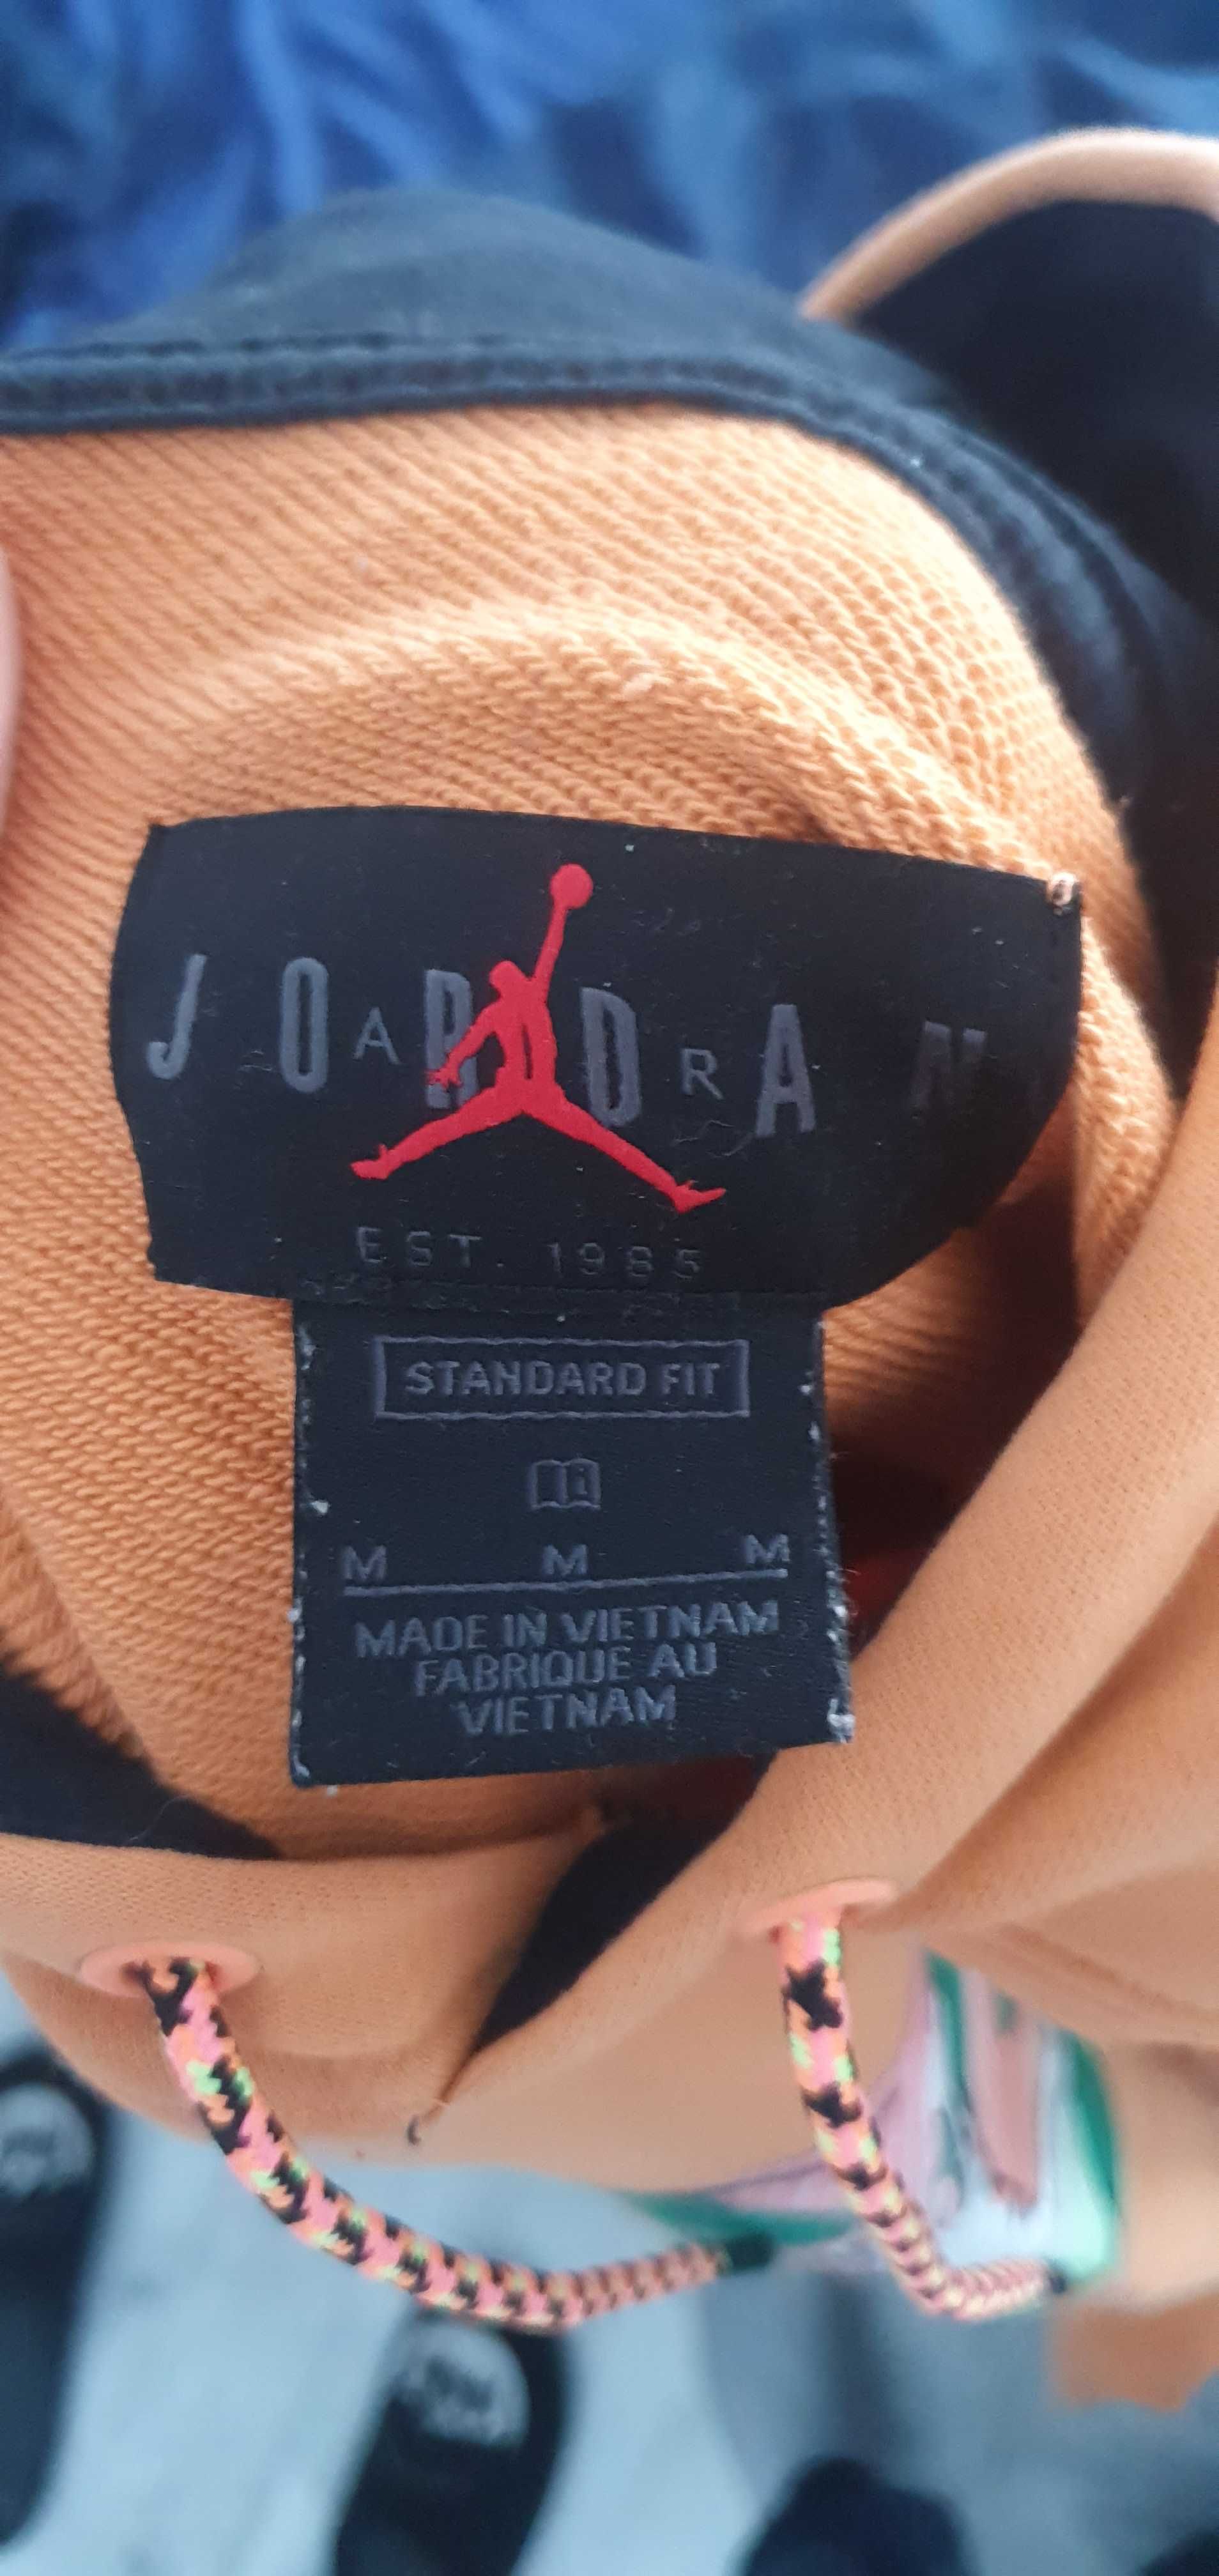 JORDAN
AIR
EST. 1985
STANDARD FIT
M M M
MADE IN VIETNAM
FABRIQUE AU
VIETNAM